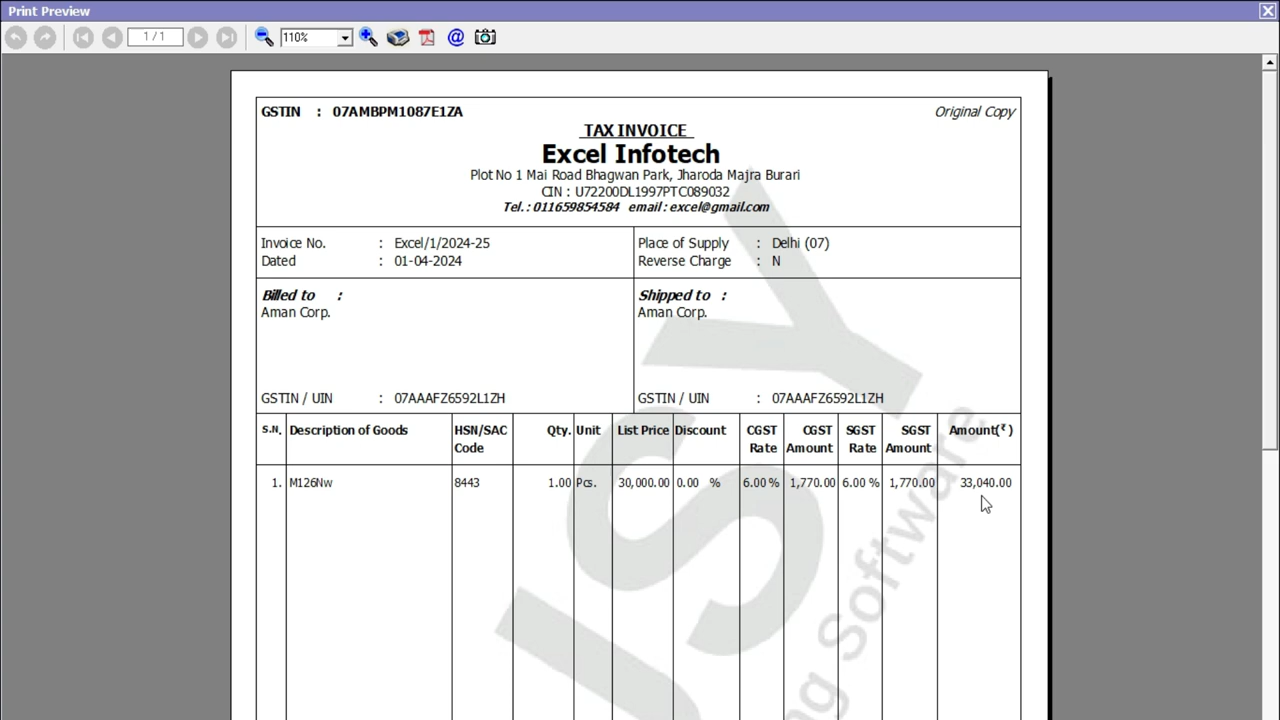 Print Preview
1 / 1
110%
GSTIN : 07AMBPM1087E1ZA
Original Copy
TAX INVOICE
Excel Infotech
Plot No 1 Mai Road Bhagwan Park, Jharoda Majra Burari
CIN : U72200DL1997PTC089032
Tel. : 011659854584 email : excel@gmail.com
Invoice No. : Excel/1/2024-25
Dated : 01-04-2024
Place of Supply : Delhi (07)
Reverse Charge : N
Billed to :
Aman Corp.
GSTIN / UIN : 07AAAFZ6592L1ZH
Shipped to :
Aman Corp.
GSTIN / UIN : 07AAAFZ6592L1ZH
S.N. Description of Goods HSN/SAC Code Qty. Unit List Price Discount CGST Rate CGST Amount SGST Rate SGST Amount Amount(₹)
1. M126Nw 8443 1.00 Pcs. 30,000.00 0.00 % 6.00 % 1,770.00 6.00 % 1,770.00 33,040.00
USY
ng Software